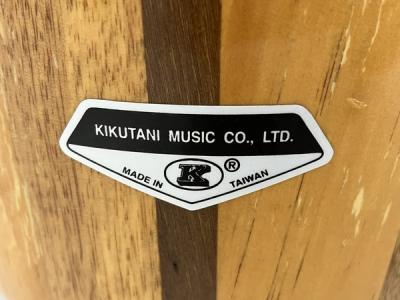 KIKUTANI MUSIC CO., LTD.
MADE IN K ® TAIWAN